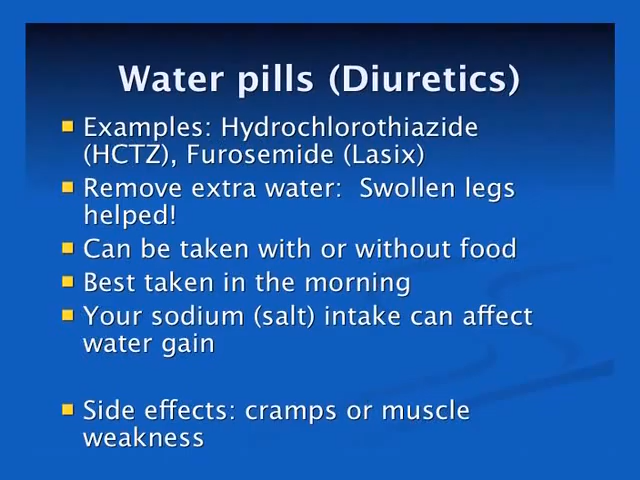 Water pills (Diuretics)
Examples: Hydrochlorothiazide
(HCTZ), Furosemide (Lasix)
Remove extra water:  Swollen legs
helped!
Can be taken with or without food
Best taken in the morning
Your sodium (salt) intake can affect
water gain
Side effects: cramps or muscle
weakness